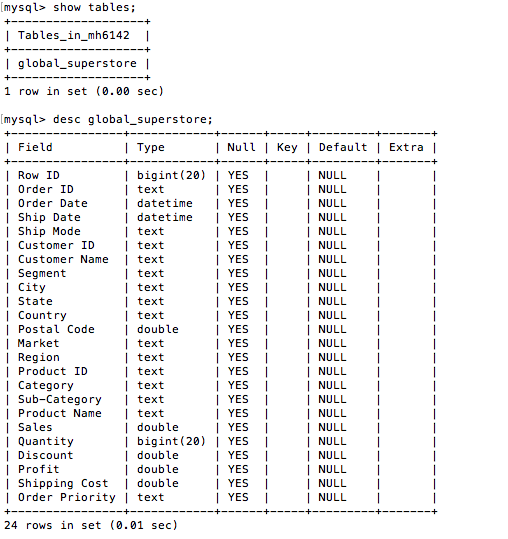 [mysql> show tables;
+------------------+
| Tables_in_mh6142 |
+------------------+
| global_superstore |
+------------------+
1 row in set (0.00 sec)

[mysql> desc global_superstore;
+----------------+------------+------+-----+---------+-------+
| Field          | Type       | Null | Key | Default | Extra |
+----------------+------------+------+-----+---------+-------+
| Row ID         | bigint(20) | YES  |     | NULL    |       |
| Order ID       | text       | YES  |     | NULL    |       |
| Order Date     | datetime   | YES  |     | NULL    |       |
| Ship Date      | datetime   | YES  |     | NULL    |       |
| Ship Mode      | text       | YES  |     | NULL    |       |
| Customer ID    | text       | YES  |     | NULL    |       |
| Customer Name  | text       | YES  |     | NULL    |       |
| Segment        | text       | YES  |     | NULL    |       |
| City           | text       | YES  |     | NULL    |       |
| State          | text       | YES  |     | NULL    |       |
| Country        | text       | YES  |     | NULL    |       |
| Postal Code    | double     | YES  |     | NULL    |       |
| Market         | text       | YES  |     | NULL    |       |
| Region         | text       | YES  |     | NULL    |       |
| Product ID     | text       | YES  |     | NULL    |       |
| Category       | text       | YES  |     | NULL    |       |
| Sub-Category   | text       | YES  |     | NULL    |       |
| Product Name   | text       | YES  |     | NULL    |       |
| Sales          | double     | YES  |     | NULL    |       |
| Quantity       | bigint(20) | YES  |     | NULL    |       |
| Discount       | double     | YES  |     | NULL    |       |
| Profit         | double     | YES  |     | NULL    |       |
| Shipping Cost  | double     | YES  |     | NULL    |       |
| Order Priority | text       | YES  |     | NULL    |       |
+----------------+------------+------+-----+---------+-------+
24 rows in set (0.01 sec)